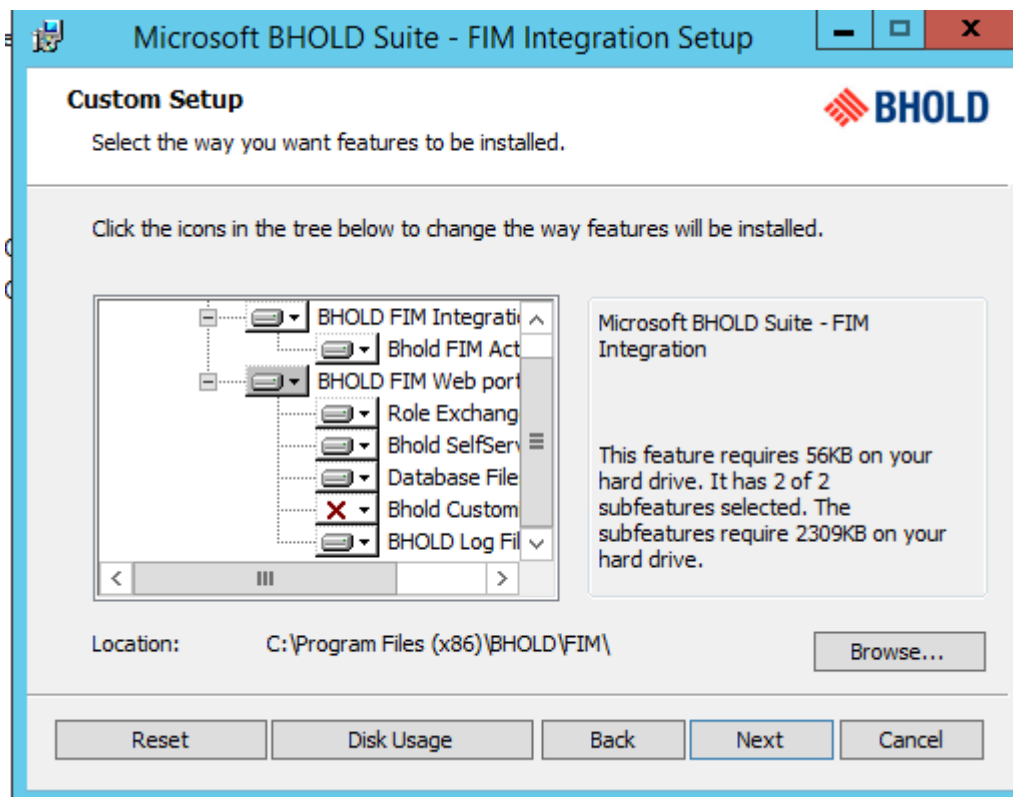 Microsoft BHOLD Suite - FIM Integration Setup
Custom Setup
BHOLD
Select the way you want features to be installed.
Click the icons in the tree below to change the way features will be installed.
BHOLD FIM Integrati
Bhold FIM Act
BHOLD FIM Web port
Role Exchang
Bhold SelfServ
Database File
Bhold Customi
BHOLD Log Fil
Microsoft BHOLD Suite - FIM
Integration
This feature requires 56KB on your
hard drive. It has 2 of 2
subfeatures selected. The
subfeatures require 2309KB on your
hard drive.
Location: C:\Program Files (x86)\BHOLD\FIM\
Browse...
Reset Disk Usage Back Next Cancel